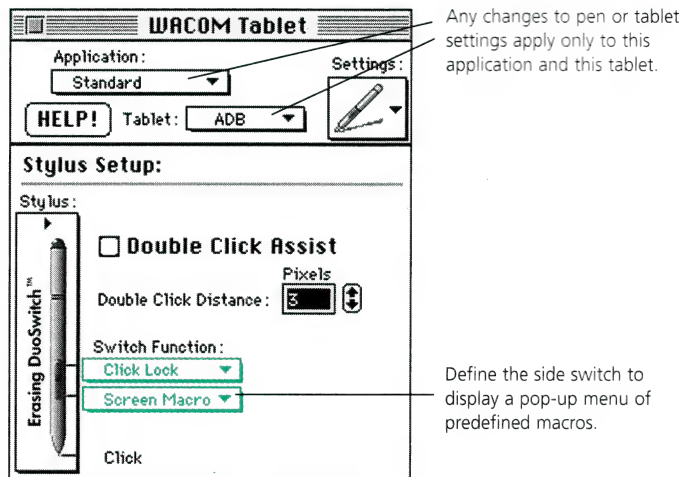 WACOM Tablet
Application:
Standard
Settings:
HELP!
Tablet:
ADB
Any changes to pen or tablet
settings apply only to this
application and this tablet.
Stylus Setup:
Stylus:
Erasing DuoSwitch™
Double Click Assist
Pixels
Double Click Distance:
3
Switch Function:
Click Lock
Screen Macro
Click
Define the side switch to
display a pop-up menu of
predefined macros.